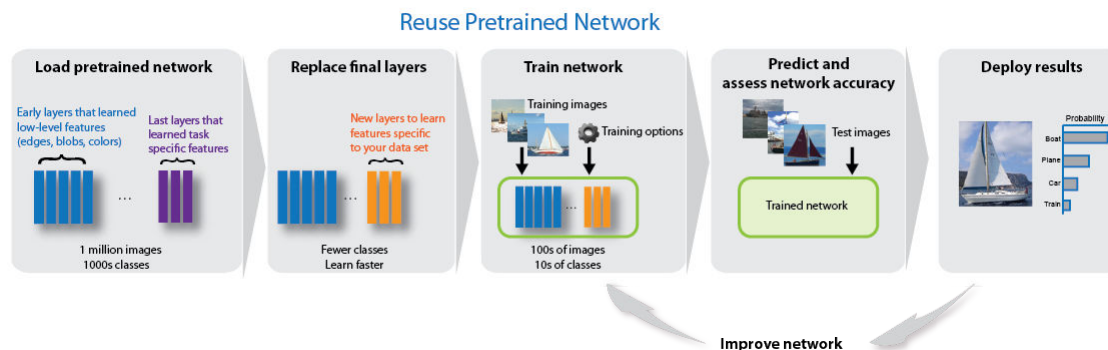 Reuse Pretrained Network
Load pretrained network
Early layers that learned
low-level features
(edges, blobs, colors)
Last layers that
learned task
specific features
...
1 million images
1000s classes
Replace final layers
New layers to learn
features specific
to your data set
...
Fewer classes
Learn faster
Train network
Training images
Training options
...
100s of images
10s of classes
Predict and
assess network accuracy
Test images
Trained network
Deploy results
Probability
Boat
Plane
Car
Train
Improve network